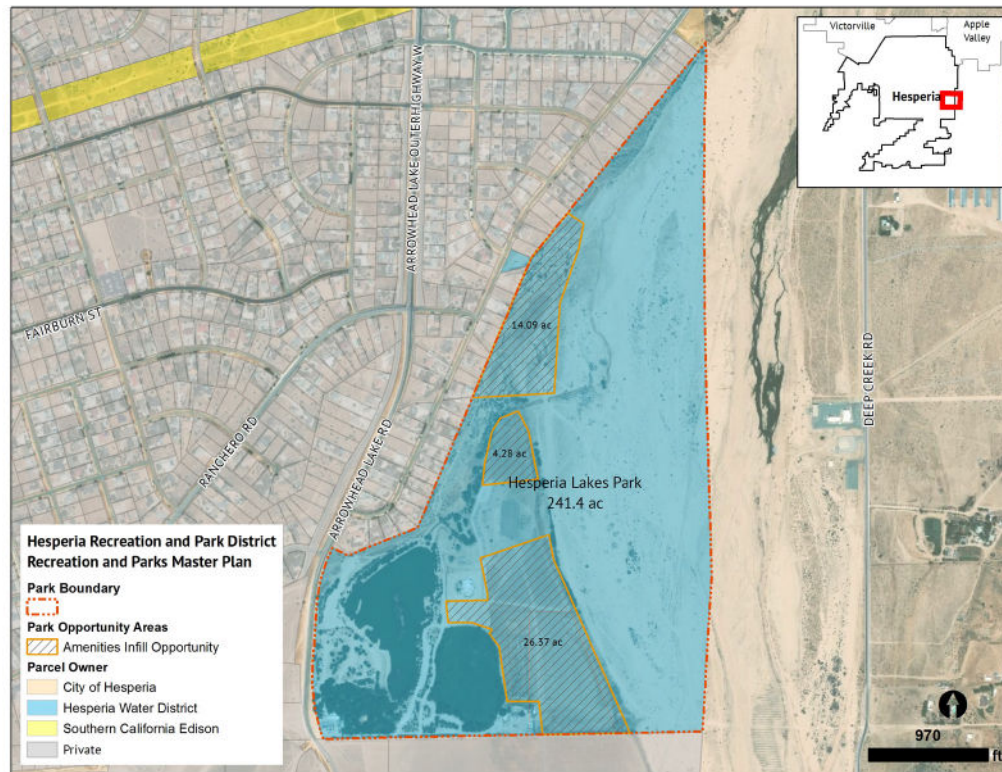 Victorville
Apple
Valley
Hesperia
ARROWHEAD LAKE OUTERHIGHWAY W
FAIRBURN ST
RANCHERO RD
ARROWHEAD LAKE RD
DEEP CREEK RD
14.09 ac
4.28 ac
Hesperia Lakes Park
241.4 ac
26.37 ac
Hesperia Recreation and Park District
Recreation and Parks Master Plan
Park Boundary
Park Opportunity Areas
Amenities Infill Opportunity
Parcel Owner
City of Hesperia
Hesperia Water District
Southern California Edison
Private
970
ft